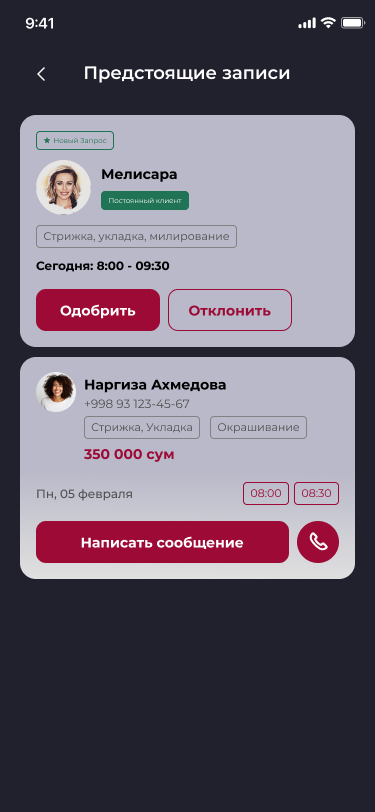 9:41
Предстоящие записи
Новый Запрос
Мелисара
Постоянный клиент
Стрижка, укладка, милирование
Сегодня: 8:00 - 09:30
Одобрить
Отклонить
Наргиза Ахмедова
+998 93 123-45-67
Стрижка, Укладка
Окрашивание
350 000 сум
Пн, 05 февраля
08:00
08:30
Написать сообщение